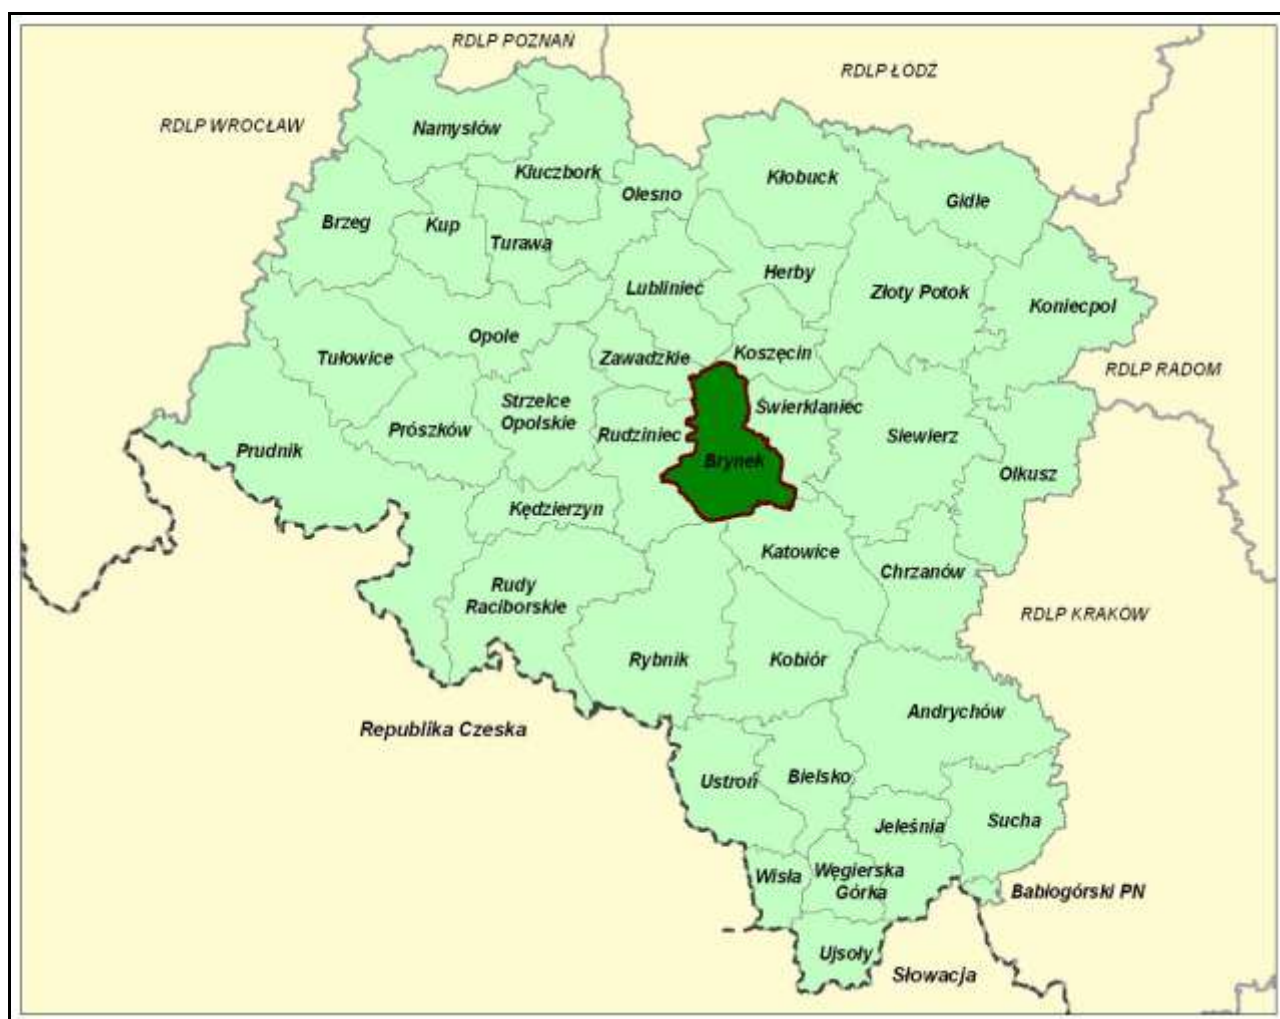 RDLP POZNAŃ
RDLP ŁÓDŹ
RDLP WROCŁAW
Namysłów
Kluczbork
Olesno
Kłobuck
Gidle
Brzeg
Kup
Turawa
Lubliniec
Herby
Złoty Potok
Koniecpol
Opole
Tułowice
Zawadzkie
Koszęcin
RDLP RADOM
Strzelce
Opolskie
Świerklaniec
Prószków
Rudziniec
Siewierz
Prudnik
Brynek
Olkusz
Kędzierzyn
Katowice
Chrzanów
Rudy
Raciborskie
RDLP KRAKÓW
Rybnik
Kobiór
Andrychów
Republika Czeska
Ustroń
Bielsko
Jeleśnia
Sucha
Wisła
Węgierska
Górka
Babiogórski PN
Ujsoły
Słowacja